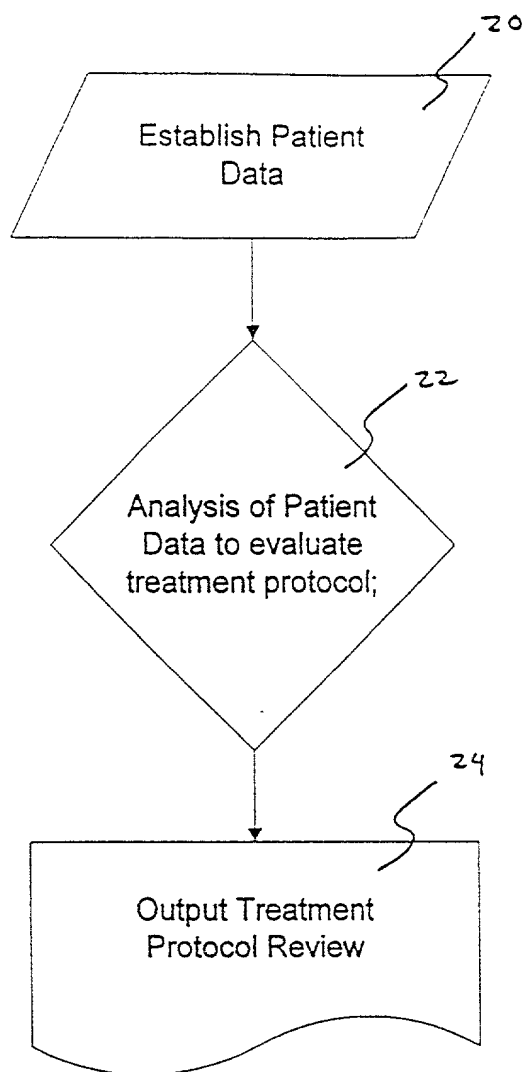 20
Establish Patient
Data
22
Analysis of Patient
Data to evaluate
treatment protocol;
24
Output Treatment
Protocol Review